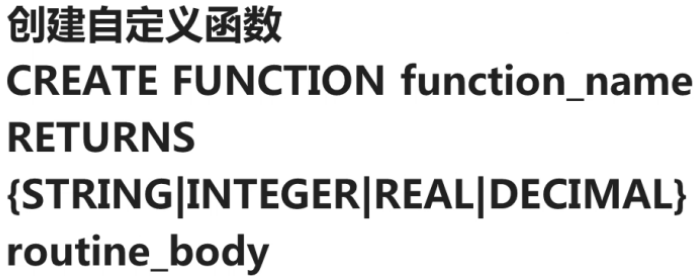 创建自定义函数
CREATE FUNCTION function_name
RETURNS
{STRING|INTEGER|REAL|DECIMAL}
routine_body